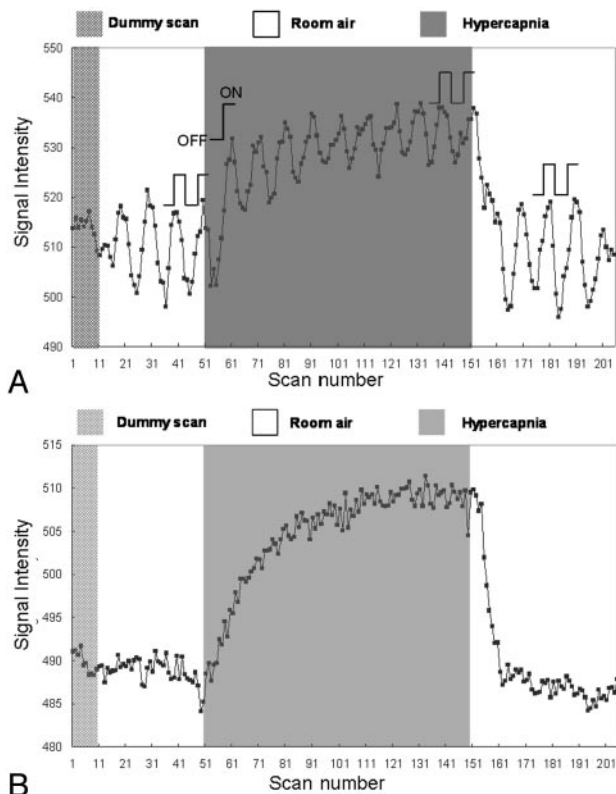 Dummy scan Room air Hypercapnia
550
540
530
520
510
500
490
Signal Intensity
ON
OFF
1 11 21 31 41 51 61 71 81 91 101 111 121 131 141 151 161 171 181 191 201
Scan number
A
Dummy scan Room air Hypercapnia
515
510
505
500
495
490
485
480
Signal Intensity
1 11 21 31 41 51 61 71 81 91 101 111 121 131 141 151 161 171 181 191 201
Scan number
B